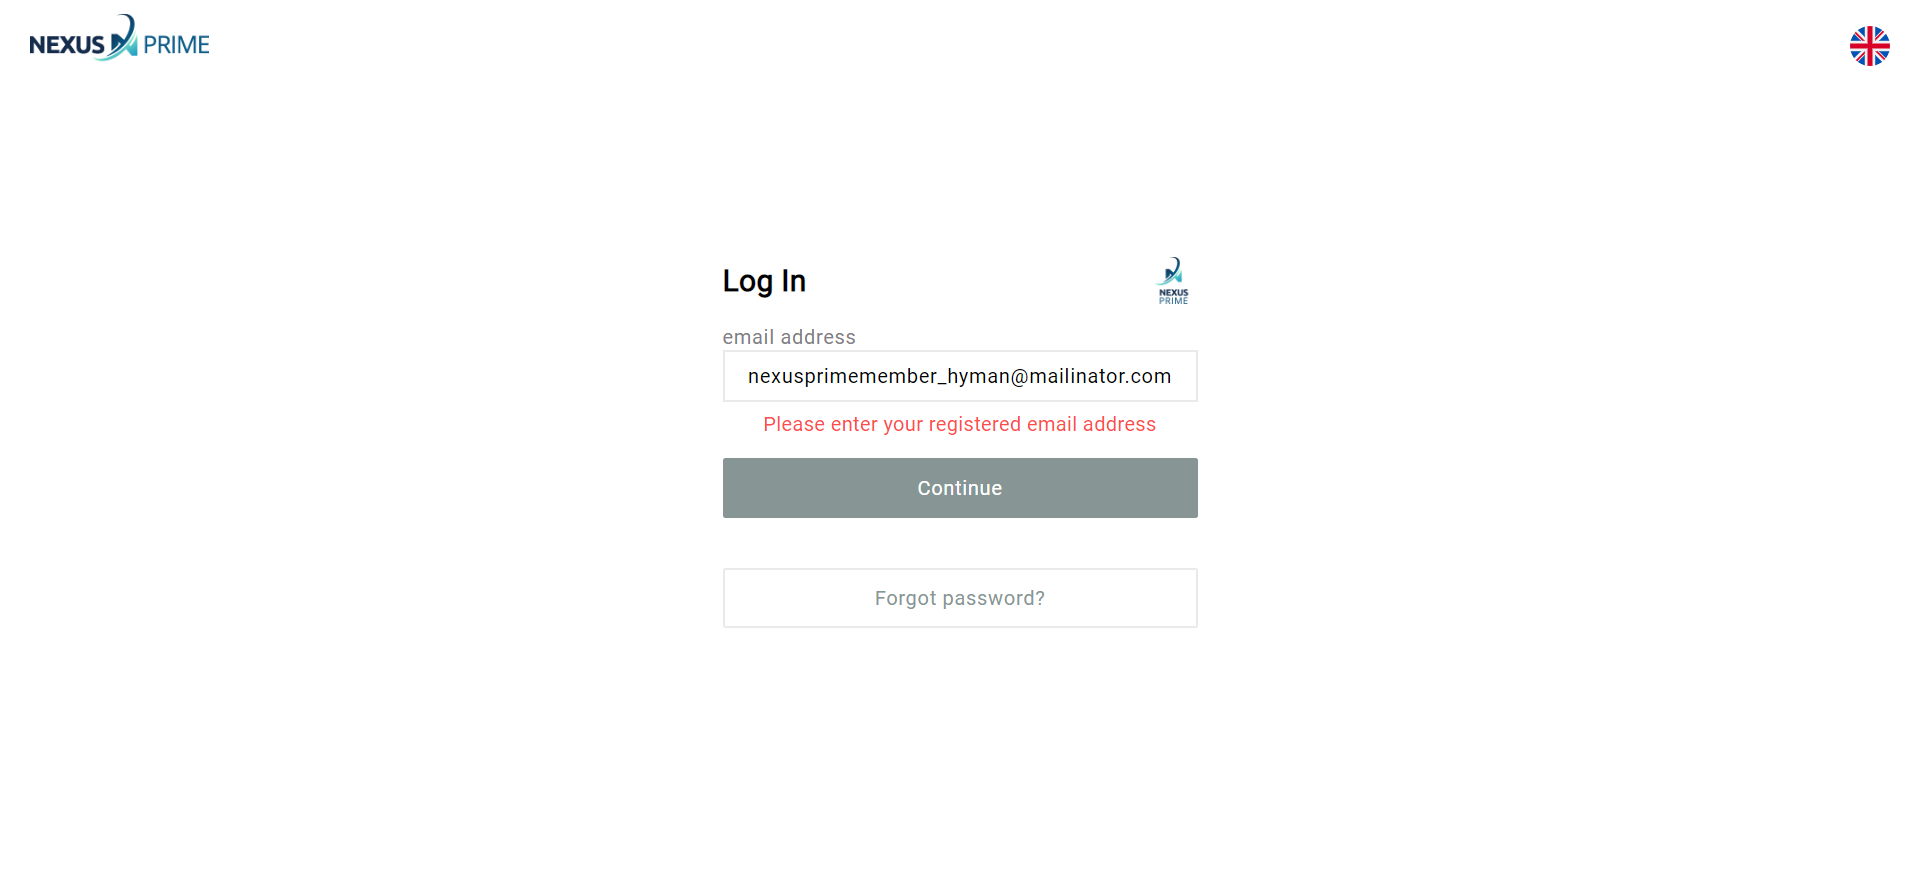 NEXUS PRIME
Log In
NEXUS
PRIME
email address
nexusprimemember_hyman@mailinator.com
Please enter your registered email address
Continue
Forgot password?